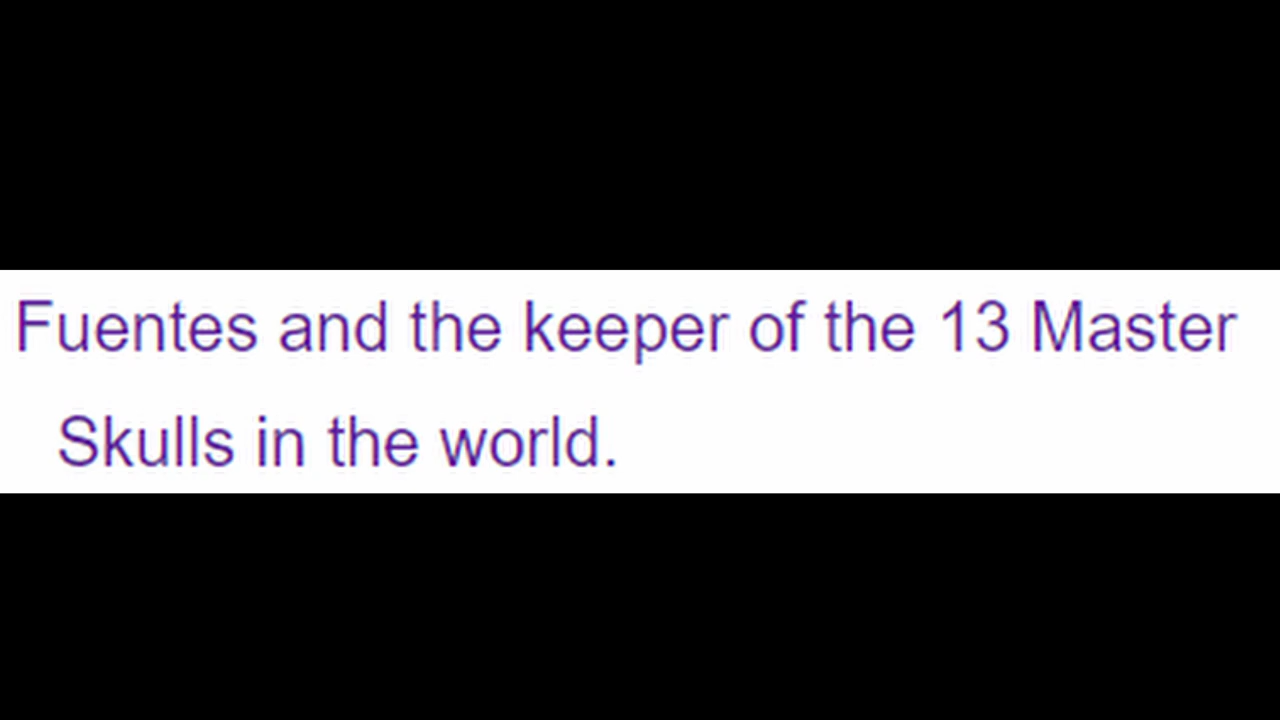 Fuentes and the keeper of the 13 Master
Skulls in the world.